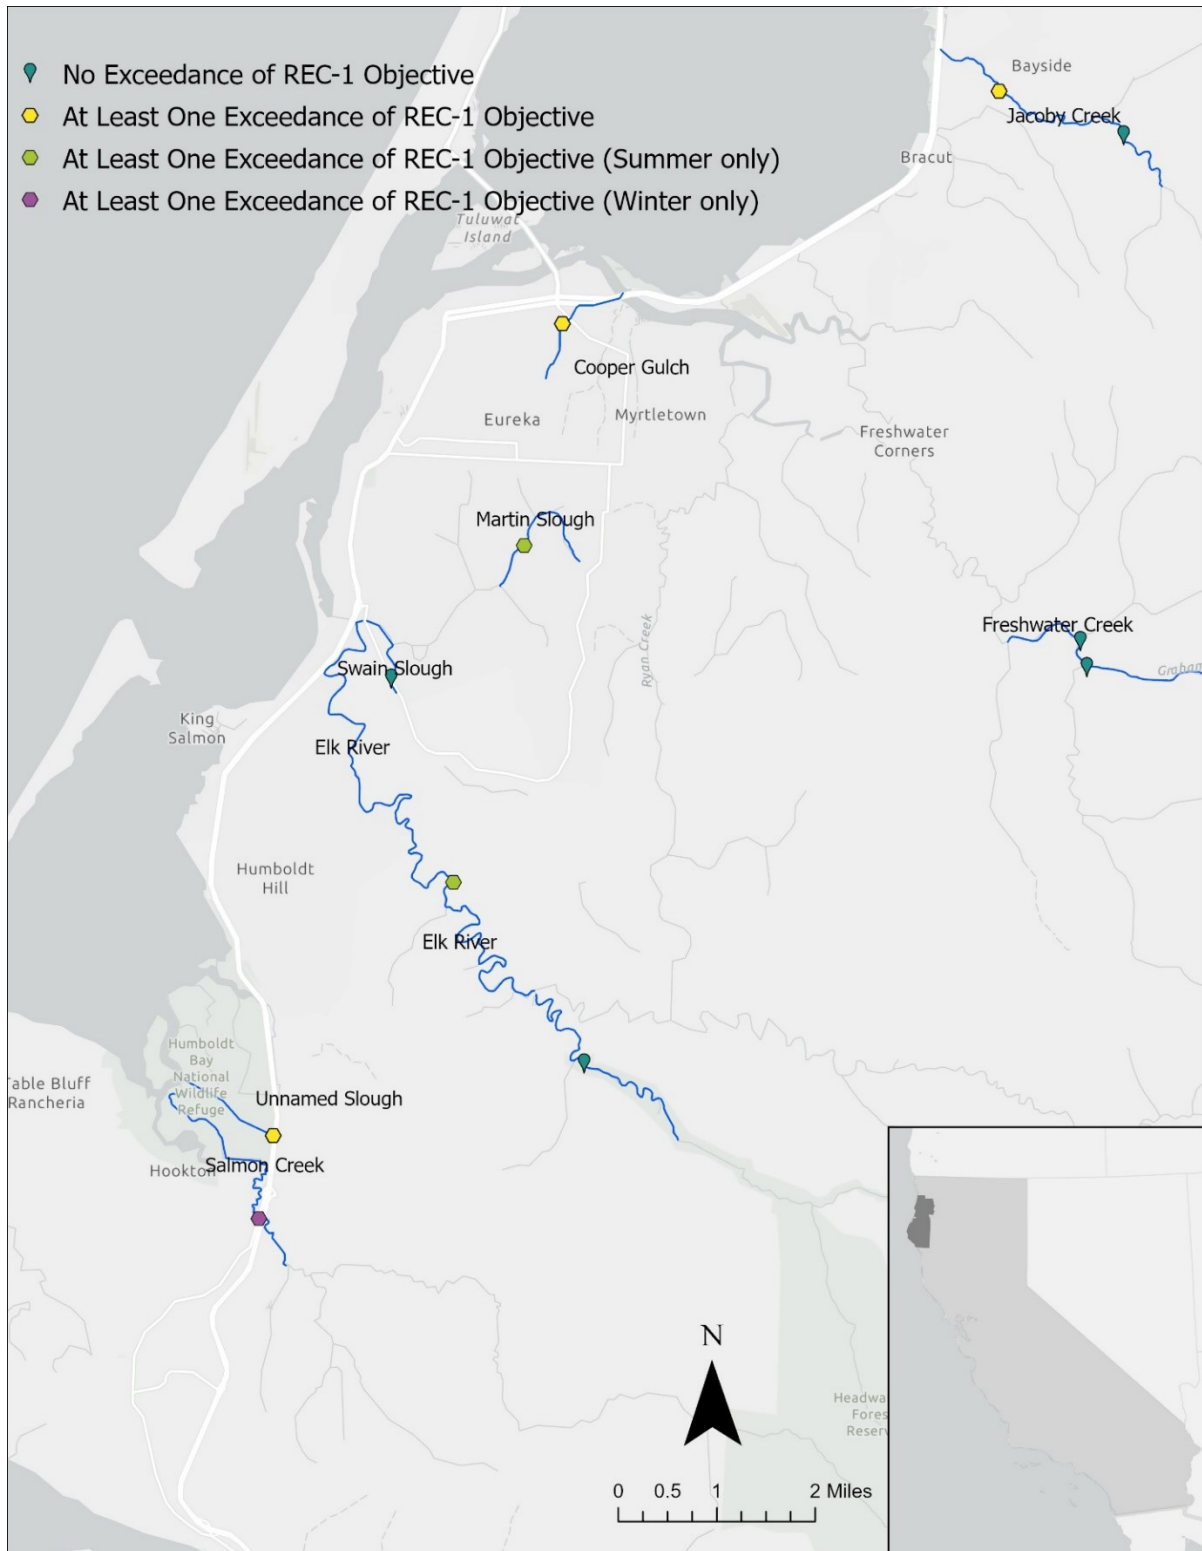 No Exceedance of REC-1 Objective
At Least One Exceedance of REC-1 Objective
At Least One Exceedance of REC-1 Objective (Summer only)
At Least One Exceedance of REC-1 Objective (Winter only)
Bayside
Jacoby Creek
Bracut
Tuluwat
Island
Cooper Gulch
Eureka
Myrtletown
Freshwater
Corners
Martin Slough
Ryan Creek
Freshwater Creek
Graham
Swain Slough
King
Salmon
Elk River
Humboldt
Hill
Elk River
Humboldt
Bay
National
Wildlife
Refuge
Table Bluff
Rancheria
Unnamed Slough
Hookton
Salmon Creek
N
Headwa
Fores
Reserv
0 0.5 1 2 Miles